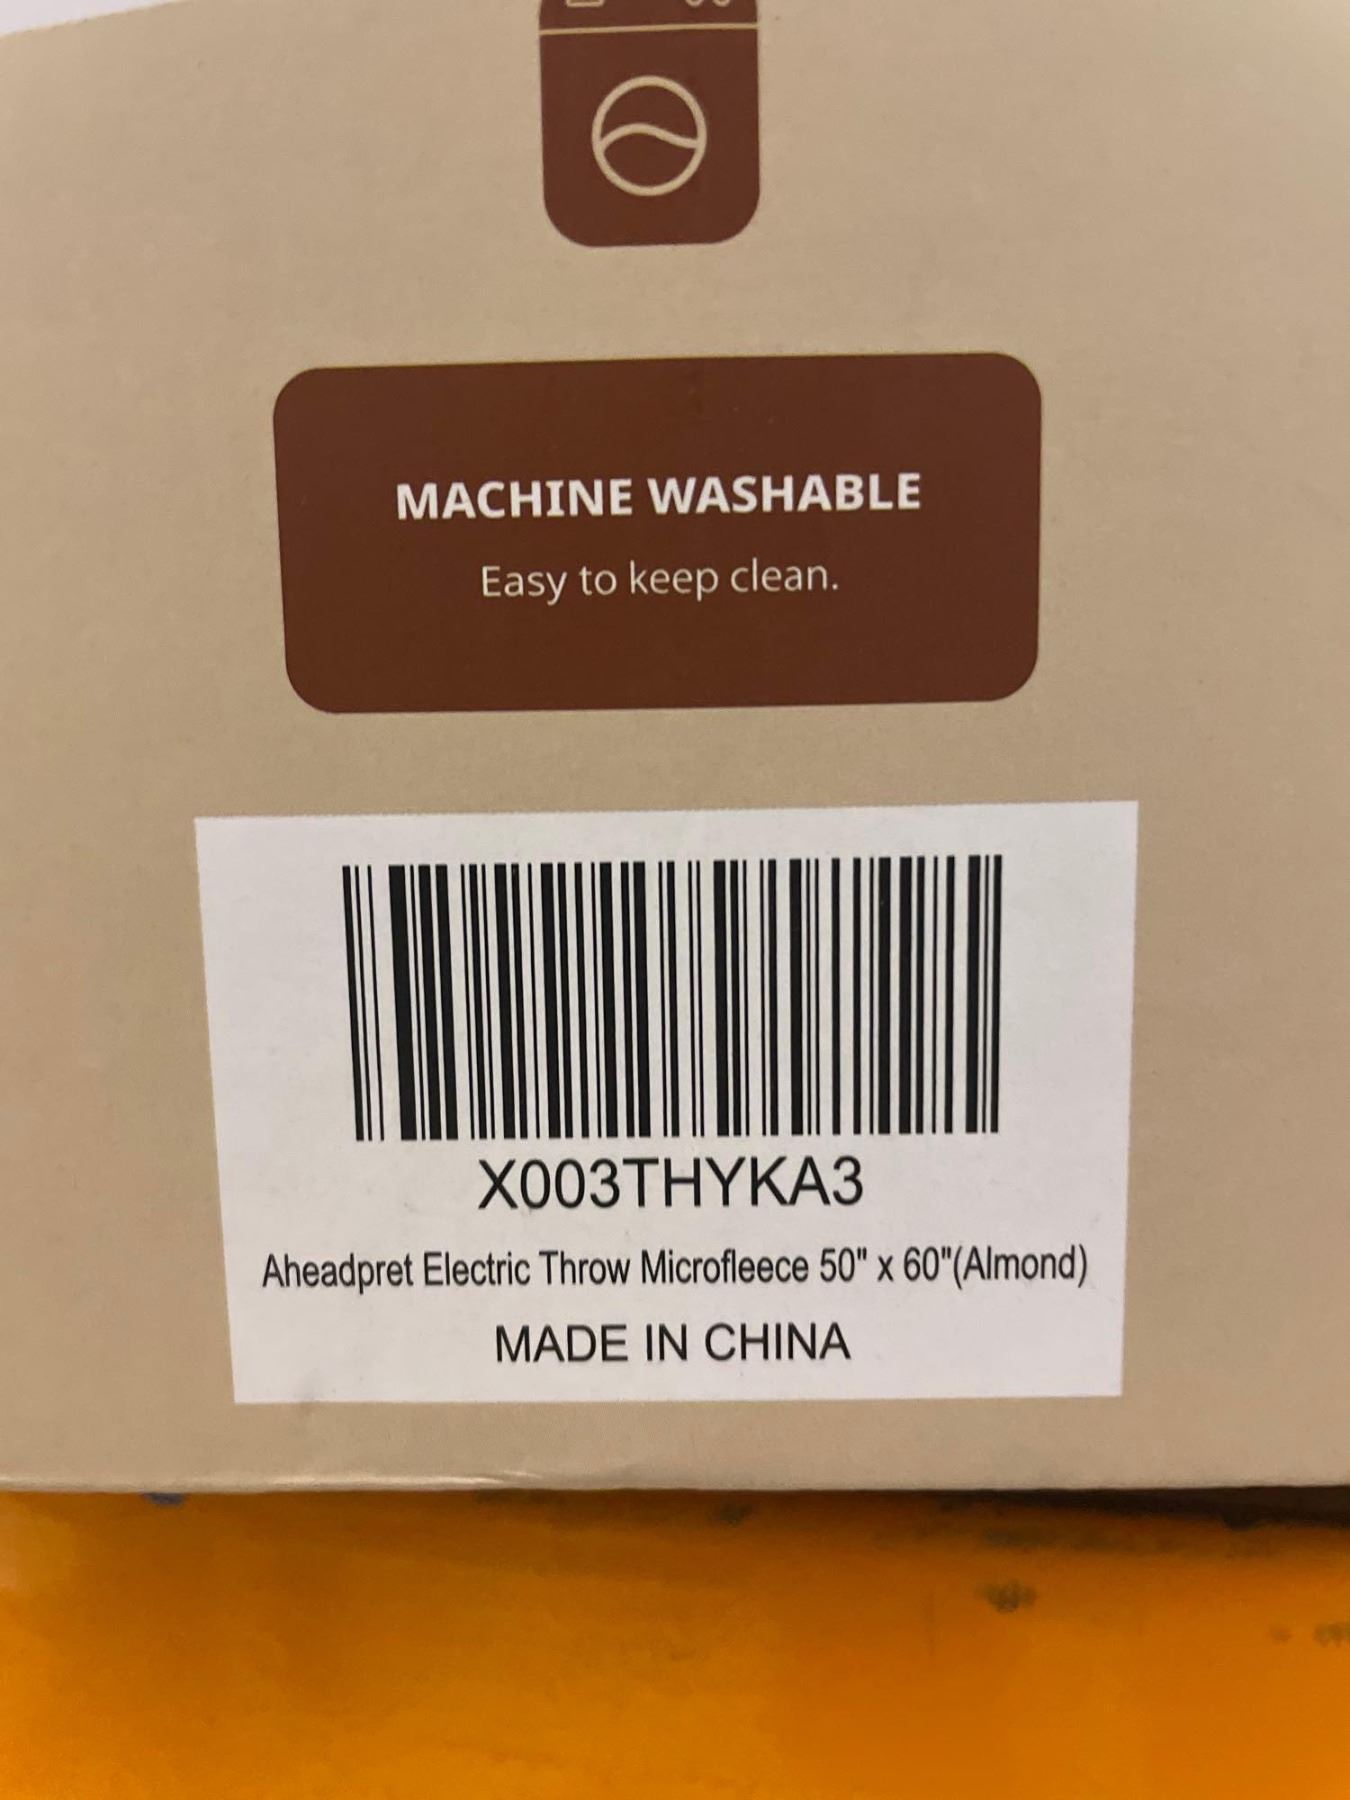 MACHINE WASHABLE
Easy to keep clean.
X003THYKA3
Aheadpret Electric Throw Microfleece 50" x 60"(Almond)
MADE IN CHINA